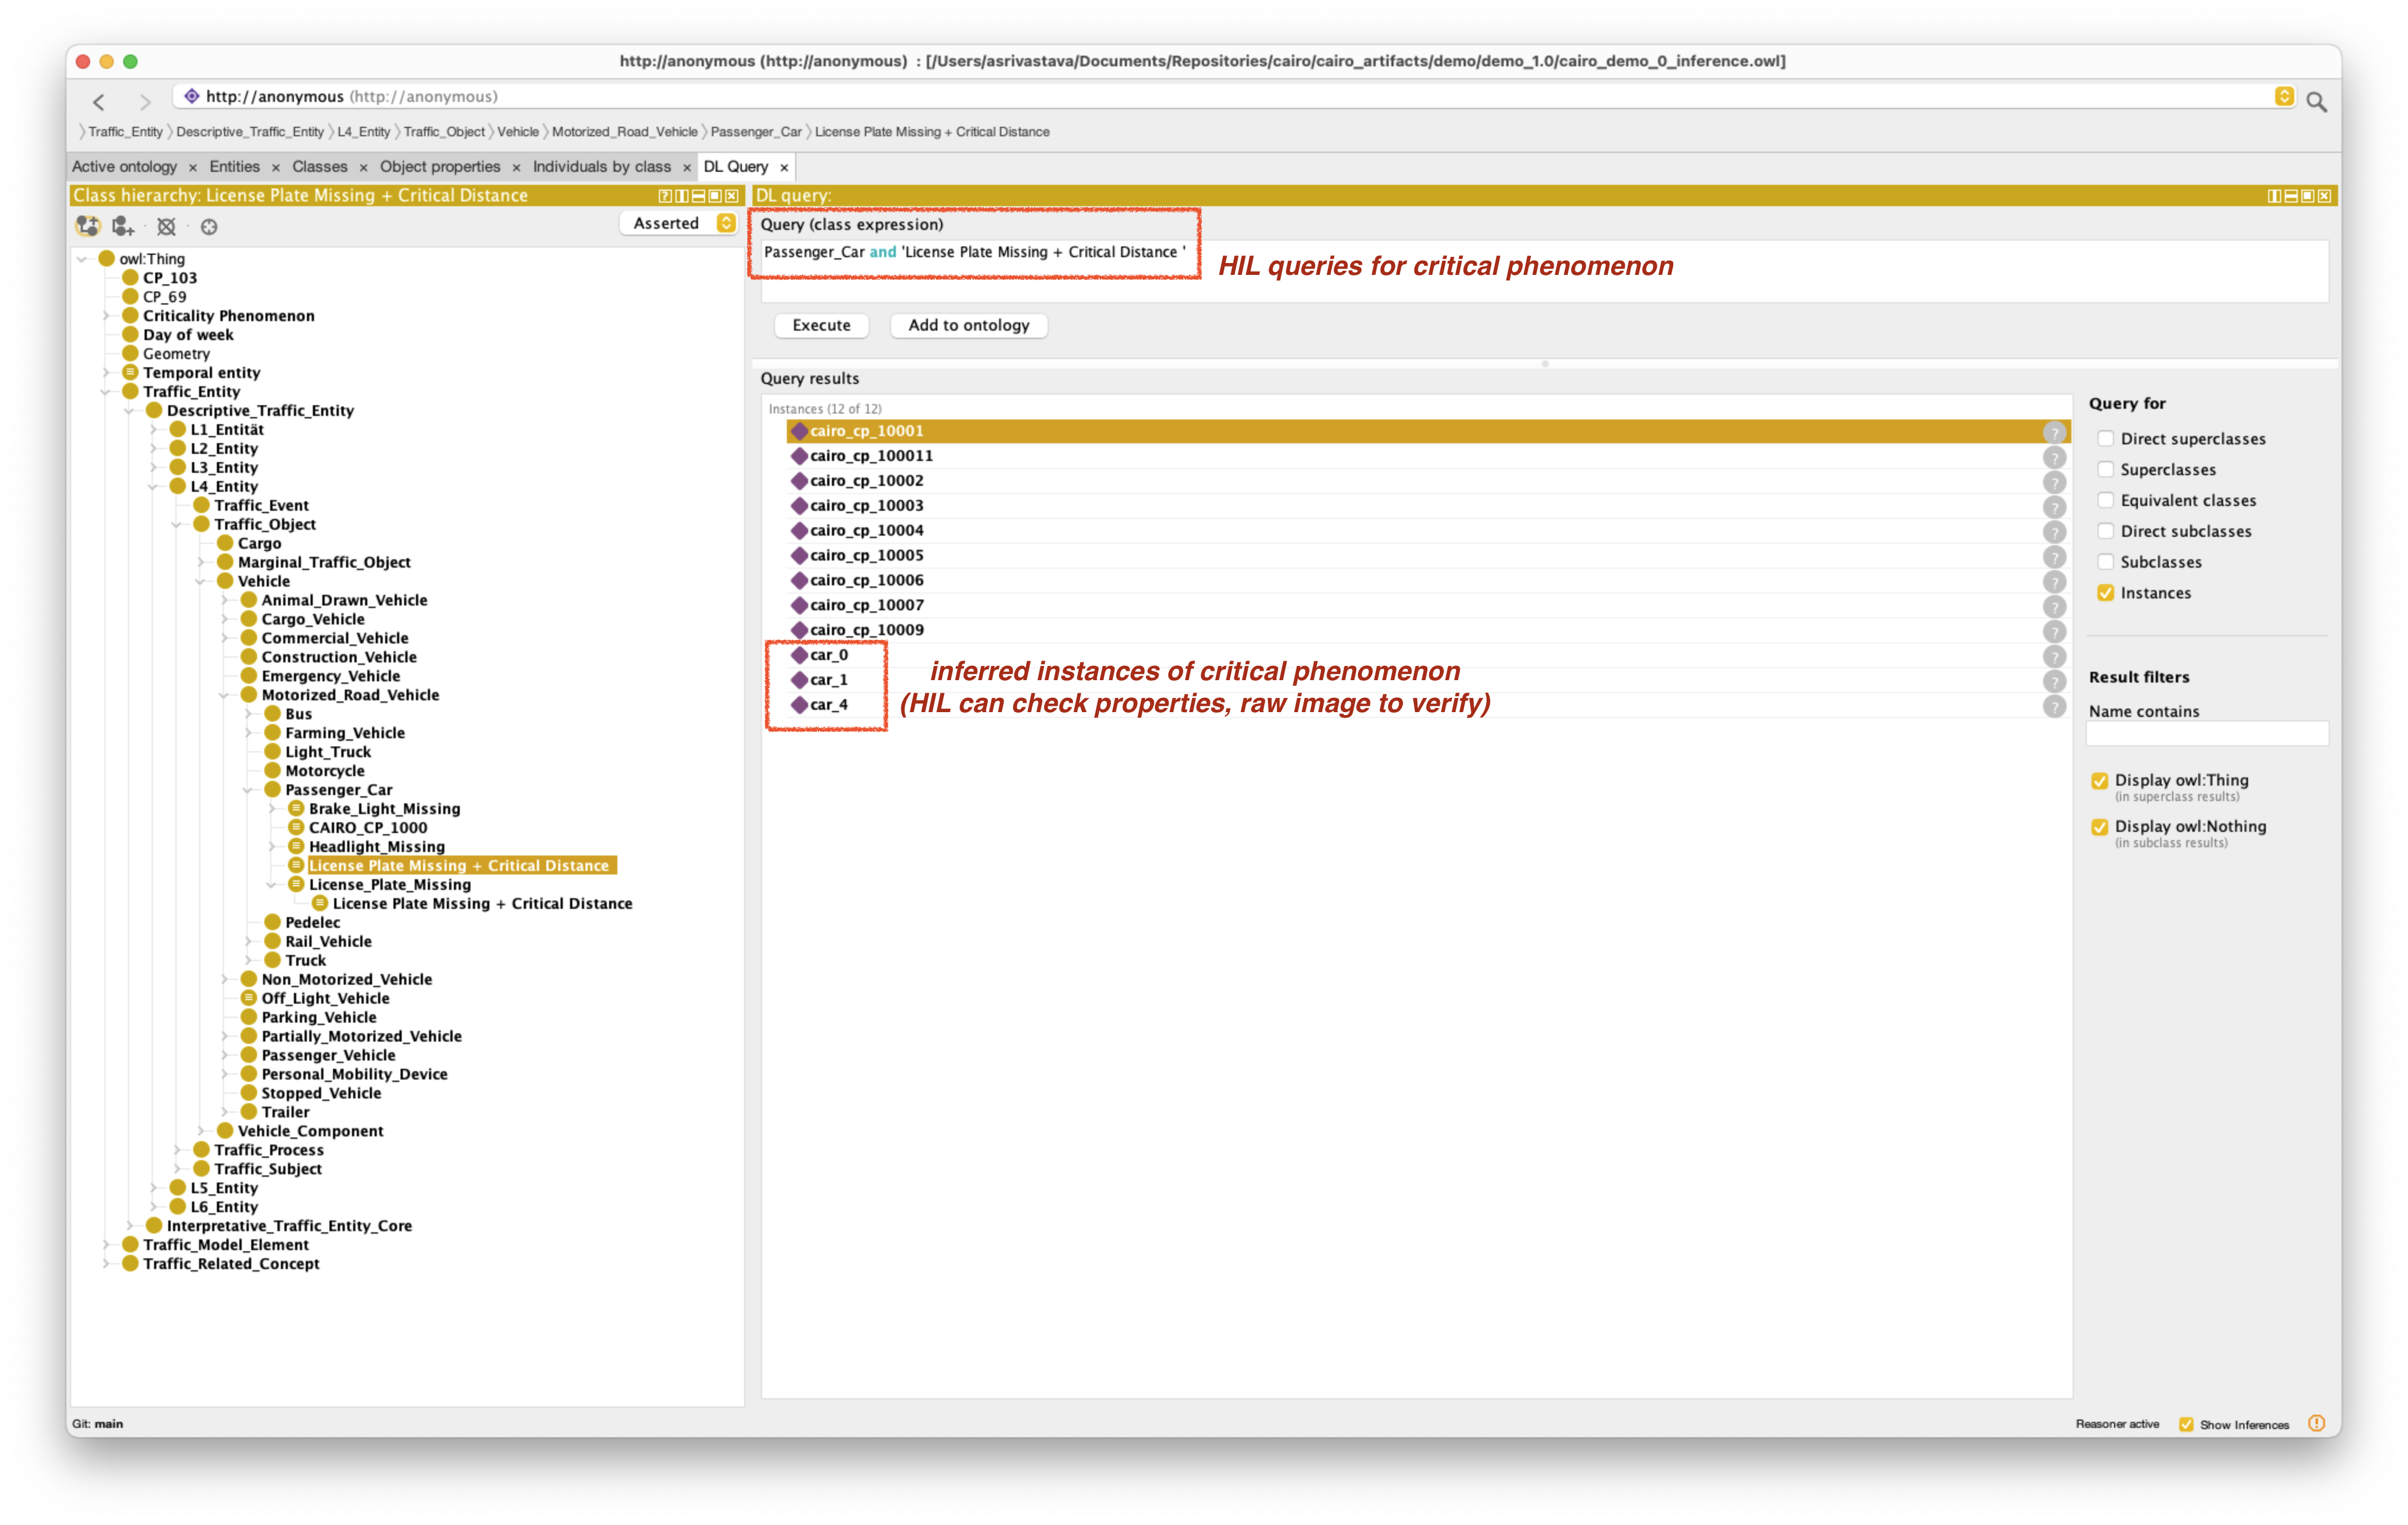 http://anonymous (http://anonymous) : [/Users/asrivastava/Documents/Repositories/cairo/cairo_artifacts/demo/demo_1.0/cairo_demo_0_inference.owl]
http://anonymous (http://anonymous)
Traffic_Entity Descriptive_Traffic_Entity L4_Entity Traffic_Object Vehicle Motorized_Road_Vehicle Passenger_Car License Plate Missing + Critical Distance
Active ontology × Entities × Classes × Object properties × Individuals by class × DL Query ×
Class hierarchy: License Plate Missing + Critical Distance
Asserted
owl:Thing
CP_103
CP_69
Criticality Phenomenon
Day of week
Geometry
Temporal entity
Traffic_Entity
Descriptive_Traffic_Entity
L1_Entität
L2_Entity
L3_Entity
L4_Entity
Traffic_Event
Traffic_Object
Cargo
Marginal_Traffic_Object
Vehicle
Animal_Drawn_Vehicle
Cargo_Vehicle
Commercial_Vehicle
Construction_Vehicle
Emergency_Vehicle
Motorized_Road_Vehicle
Bus
Farming_Vehicle
Light_Truck
Motorcycle
Passenger_Car
Brake_Light_Missing
CAIRO_CP_1000
Headlight_Missing
License Plate Missing + Critical Distance
License_Plate_Missing
License Plate Missing + Critical Distance
Pedelec
Rail_Vehicle
Truck
Non_Motorized_Vehicle
Off_Light_Vehicle
Parking_Vehicle
Partially_Motorized_Vehicle
Passenger_Vehicle
Personal_Mobility_Device
Stopped_Vehicle
Trailer
Vehicle_Component
Traffic_Process
Traffic_Subject
L5_Entity
L6_Entity
Interpretative_Traffic_Entity_Core
Traffic_Model_Element
Traffic_Related_Concept
DL query:
Query (class expression)
Passenger_Car and 'License Plate Missing + Critical Distance '
HIL queries for critical phenomenon
Execute Add to ontology
Query results
Instances (12 of 12)
cairo_cp_10001
cairo_cp_100011
cairo_cp_10002
cairo_cp_10003
cairo_cp_10004
cairo_cp_10005
cairo_cp_10006
cairo_cp_10007
cairo_cp_10009
car_0
car_1
car_4
inferred instances of critical phenomenon
(HIL can check properties, raw image to verify)
Query for
Direct superclasses
Superclasses
Equivalent classes
Direct subclasses
Subclasses
Instances
Result filters
Name contains
Display owl:Thing
(in superclass results)
Display owl:Nothing
(in subclass results)
Git: main
Reasoner active Show Inferences